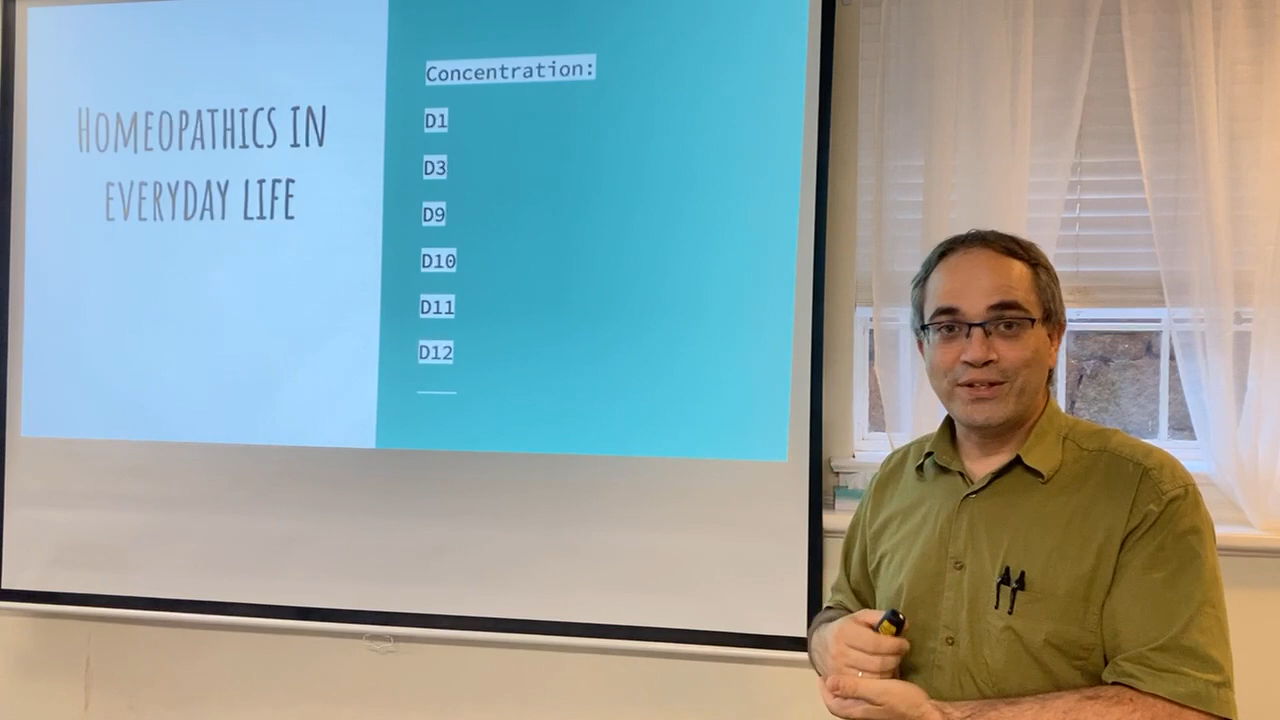 HOMEOPATHICS IN
EVERYDAY LIFE
Concentration:
D1
D3
D9
D10
D11
D12